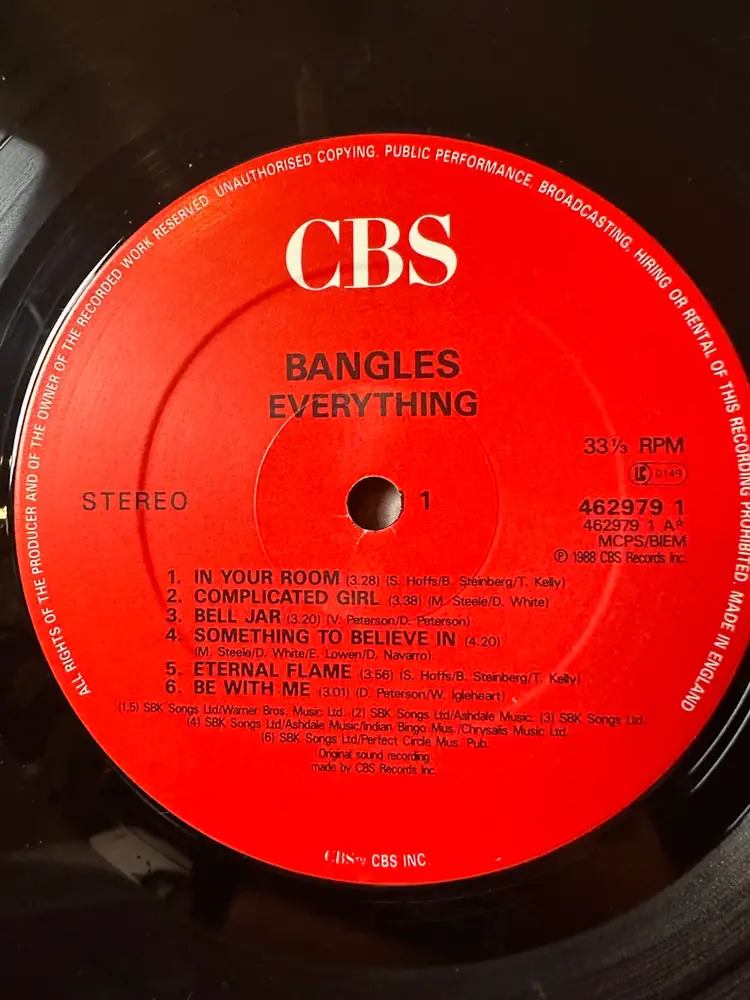 ALL RIGHTS OF THE PRODUCER AND OF THE OWNER OF THE RECORDED WORK RESERVED. UNAUTHORISED COPYING, PUBLIC PERFORMANCE, BROADCASTING, HIRING OR RENTAL OF THIS RECORDING PROHIBITED. MADE IN ENGLAND
CBS
BANGLES
EVERYTHING
33⅓ RPM
LC 0149
STEREO
1
462979 1
462979 1 A*
MCPS/BIEM
℗ 1988 CBS Records Inc.
1. IN YOUR ROOM (3.28) (S. Hoffs/B. Steinberg/T. Kelly)
2. COMPLICATED GIRL (3.38) (M. Steele/D. White)
3. BELL JAR (3.20) (V. Peterson/D. Peterson)
4. SOMETHING TO BELIEVE IN (4.20)
(M. Steele/D. White/E. Lowen/D. Navarro)
5. ETERNAL FLAME (3:56) (S. Hoffs/B. Steinberg/T. Kelly)
6. BE WITH ME (3.01) (D. Peterson/W. Igleheart)
(1,5) SBK Songs Ltd/Warner Bros. Music Ltd. (2) SBK Songs Ltd/Ashdale Music. (3) SBK Songs Ltd.
(4) SBK Songs Ltd/Ashdale Music/Indian Bingo Mus./Chrysalis Music Ltd.
(6) SBK Songs Ltd/Perfect Circle Mus. Pub.
Original sound recording
made by CBS Records Inc.
CBS™ CBS INC.